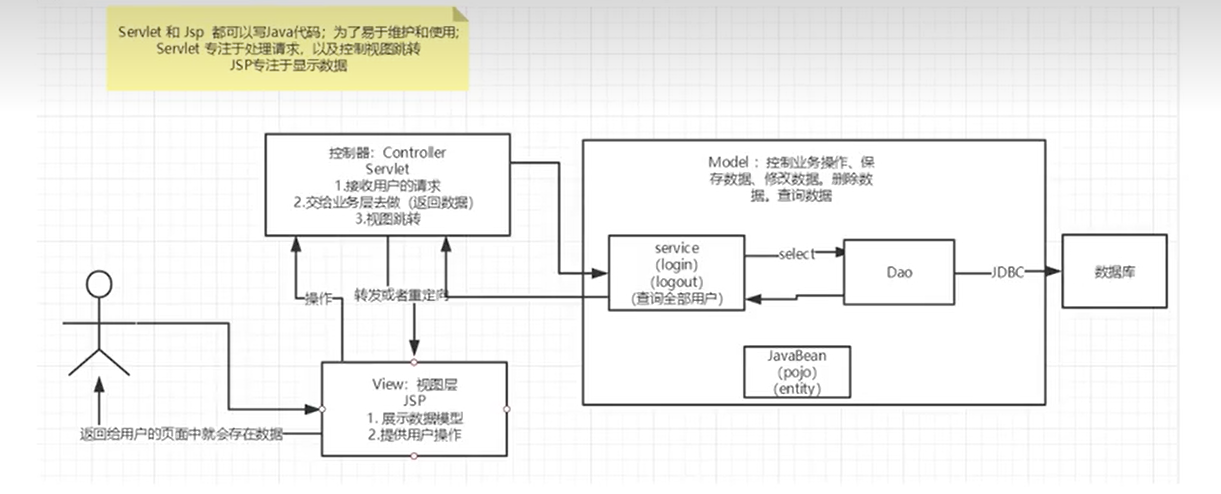 Servlet 和 Jsp 都可以写Java代码；为了易于维护和使用;
Servlet 专注于处理请求，以及控制视图跳转
JSP专注于显示数据
控制器：Controller
Servlet
1.接收用户的请求
2.交给业务层去做（返回数据）
3.视图跳转
Model ：控制业务操作、保
存数据、修改数据。删除数
据。查询数据
service
(login)
(logout)
(查询全部用户)
select
Dao
JDBC
数据库
操作
转发或者重定向
JavaBean
(pojo)
(entity)
View：视图层
JSP
1. 展示数据模型
2.提供用户操作
返回给用户的页面中就会存在数据